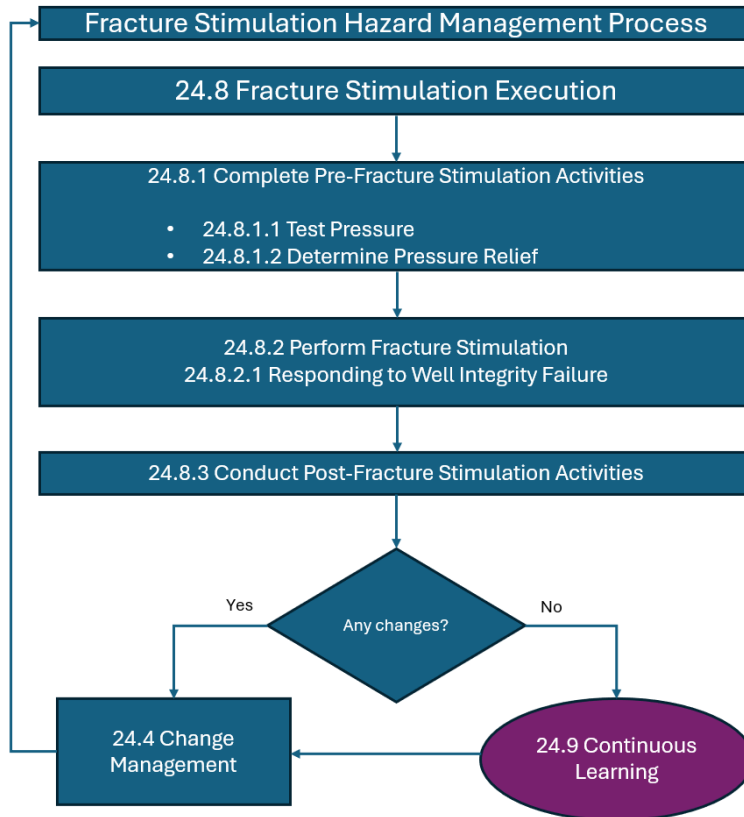 Fracture Stimulation Hazard Management Process
24.8 Fracture Stimulation Execution
24.8.1 Complete Pre-Fracture Stimulation Activities
• 24.8.1.1 Test Pressure
• 24.8.1.2 Determine Pressure Relief
24.8.2 Perform Fracture Stimulation
24.8.2.1 Responding to Well Integrity Failure
24.8.3 Conduct Post-Fracture Stimulation Activities
Yes
Any changes?
No
24.4 Change
Management
24.9 Continuous
Learning